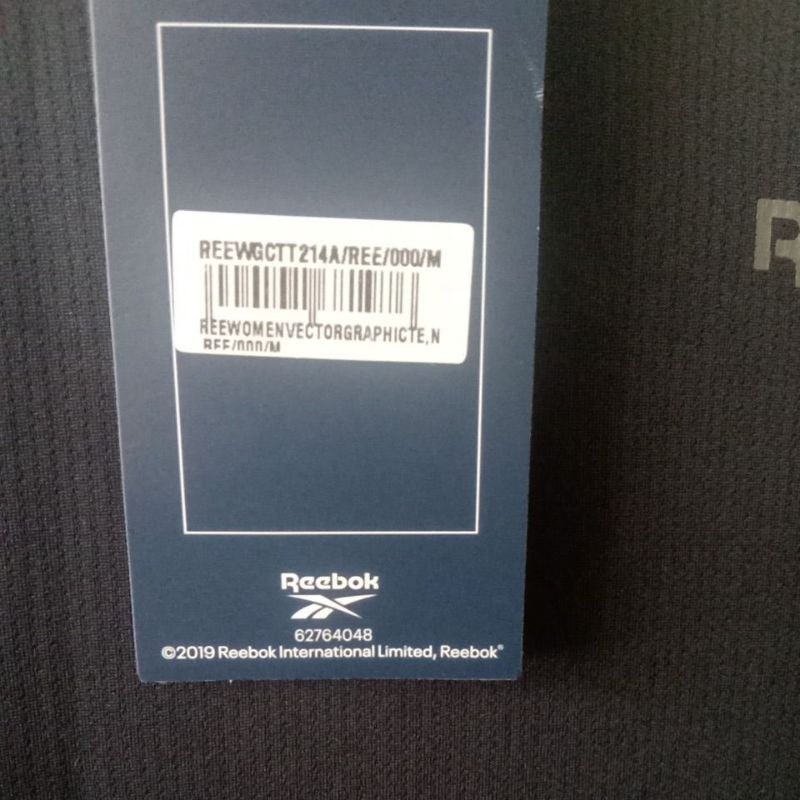 REEWGCTT214A/REE/000/M
REEWOMENVECTORGRAPHICTE,N
REE/000/M
Reebok
62764048
©2019 Reebok International Limited, Reebok®
R